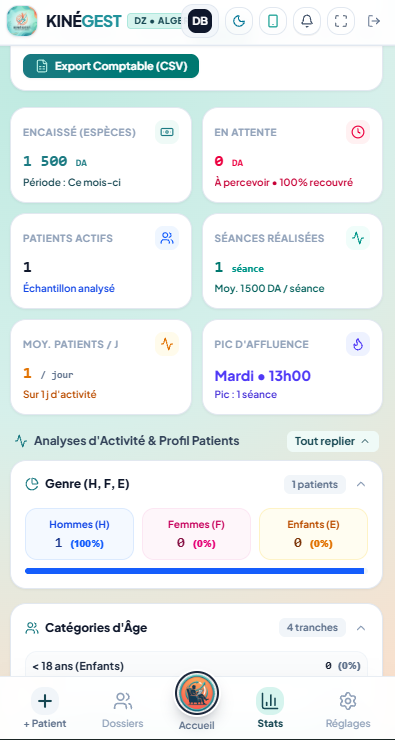 KINÉGEST
DZ • ALGE
DB
Export Comptable (CSV)
ENCAISSÉ (ESPÈCES)
1 500 DA
Période : Ce mois-ci
EN ATTENTE
0 DA
À percevoir • 100% recouvré
PATIENTS ACTIFS
1
Échantillon analysé
SÉANCES RÉALISÉES
1 séance
Moy. 1500 DA / séance
MOY. PATIENTS / J
1 / jour
Sur 1 j d'activité
PIC D'AFFLUENCE
Mardi • 13h00
Pic : 1 séance
Analyses d'Activité & Profil Patients
Tout replier
Genre (H, F, E)
1 patients
Hommes (H)
1 (100%)
Femmes (F)
0 (0%)
Enfants (E)
0 (0%)
Catégories d'Âge
4 tranches
< 18 ans (Enfants)
0 (0%)
+ Patient
Dossiers
Accueil
Stats
Réglages